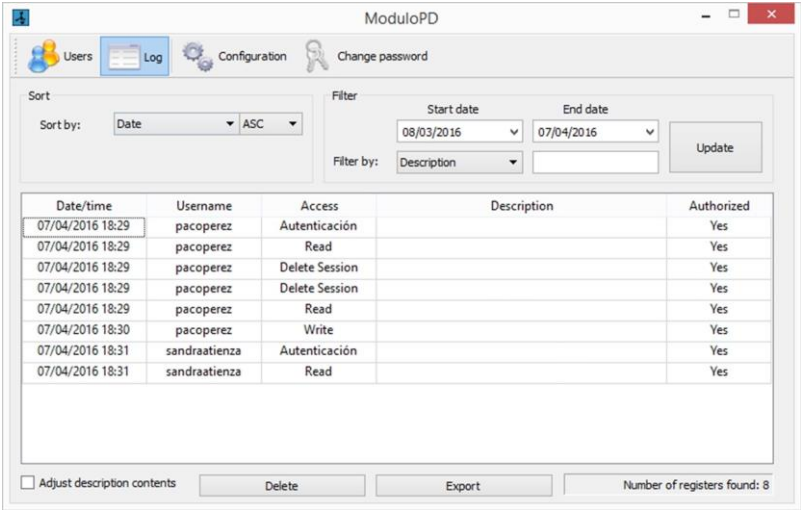 ModuloPD
Users Log Configuration Change password
Sort
Sort by: Date ASC
Filter
Start date End date
08/03/2016 07/04/2016
Filter by: Description
Update
Date/time Username Access Description Authorized
07/04/2016 18:29 pacoperez Autenticación Yes
07/04/2016 18:29 pacoperez Read Yes
07/04/2016 18:29 pacoperez Delete Session Yes
07/04/2016 18:29 pacoperez Delete Session Yes
07/04/2016 18:29 pacoperez Read Yes
07/04/2016 18:30 pacoperez Write Yes
07/04/2016 18:31 sandraatienza Autenticación Yes
07/04/2016 18:31 sandraatienza Read Yes
Adjust description contents Delete Export Number of registers found: 8